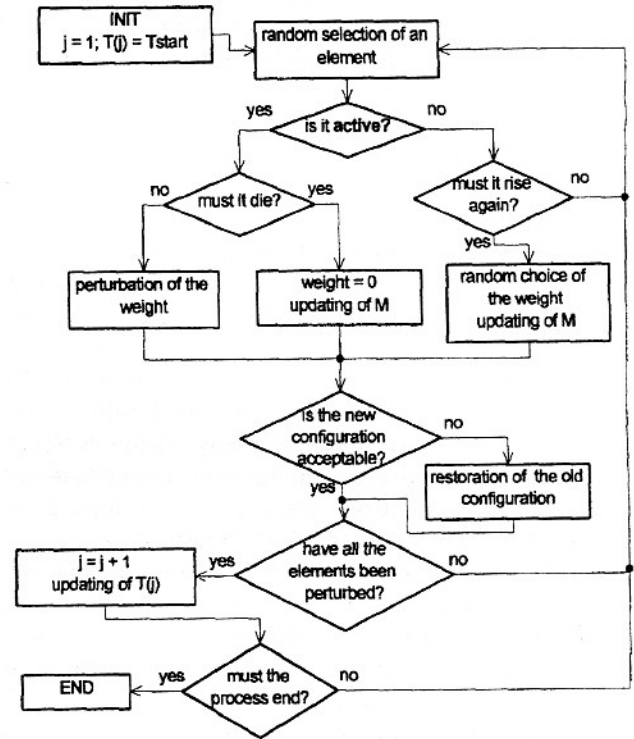 INIT
j = 1; T(j) = Tstart
random selection of an
element
yes
no
is it active?
no
must it die?
yes
must it rise
again?
no
yes
perturbation of the
weight
weight = 0
updating of M
random choice of
the weight
updating of M
is the new
configuration
acceptable?
no
yes
restoration of the old
configuration
j = j + 1
updating of T(j)
yes
have all the
elements been
perturbed?
no
END
yes
must the
process end?
no